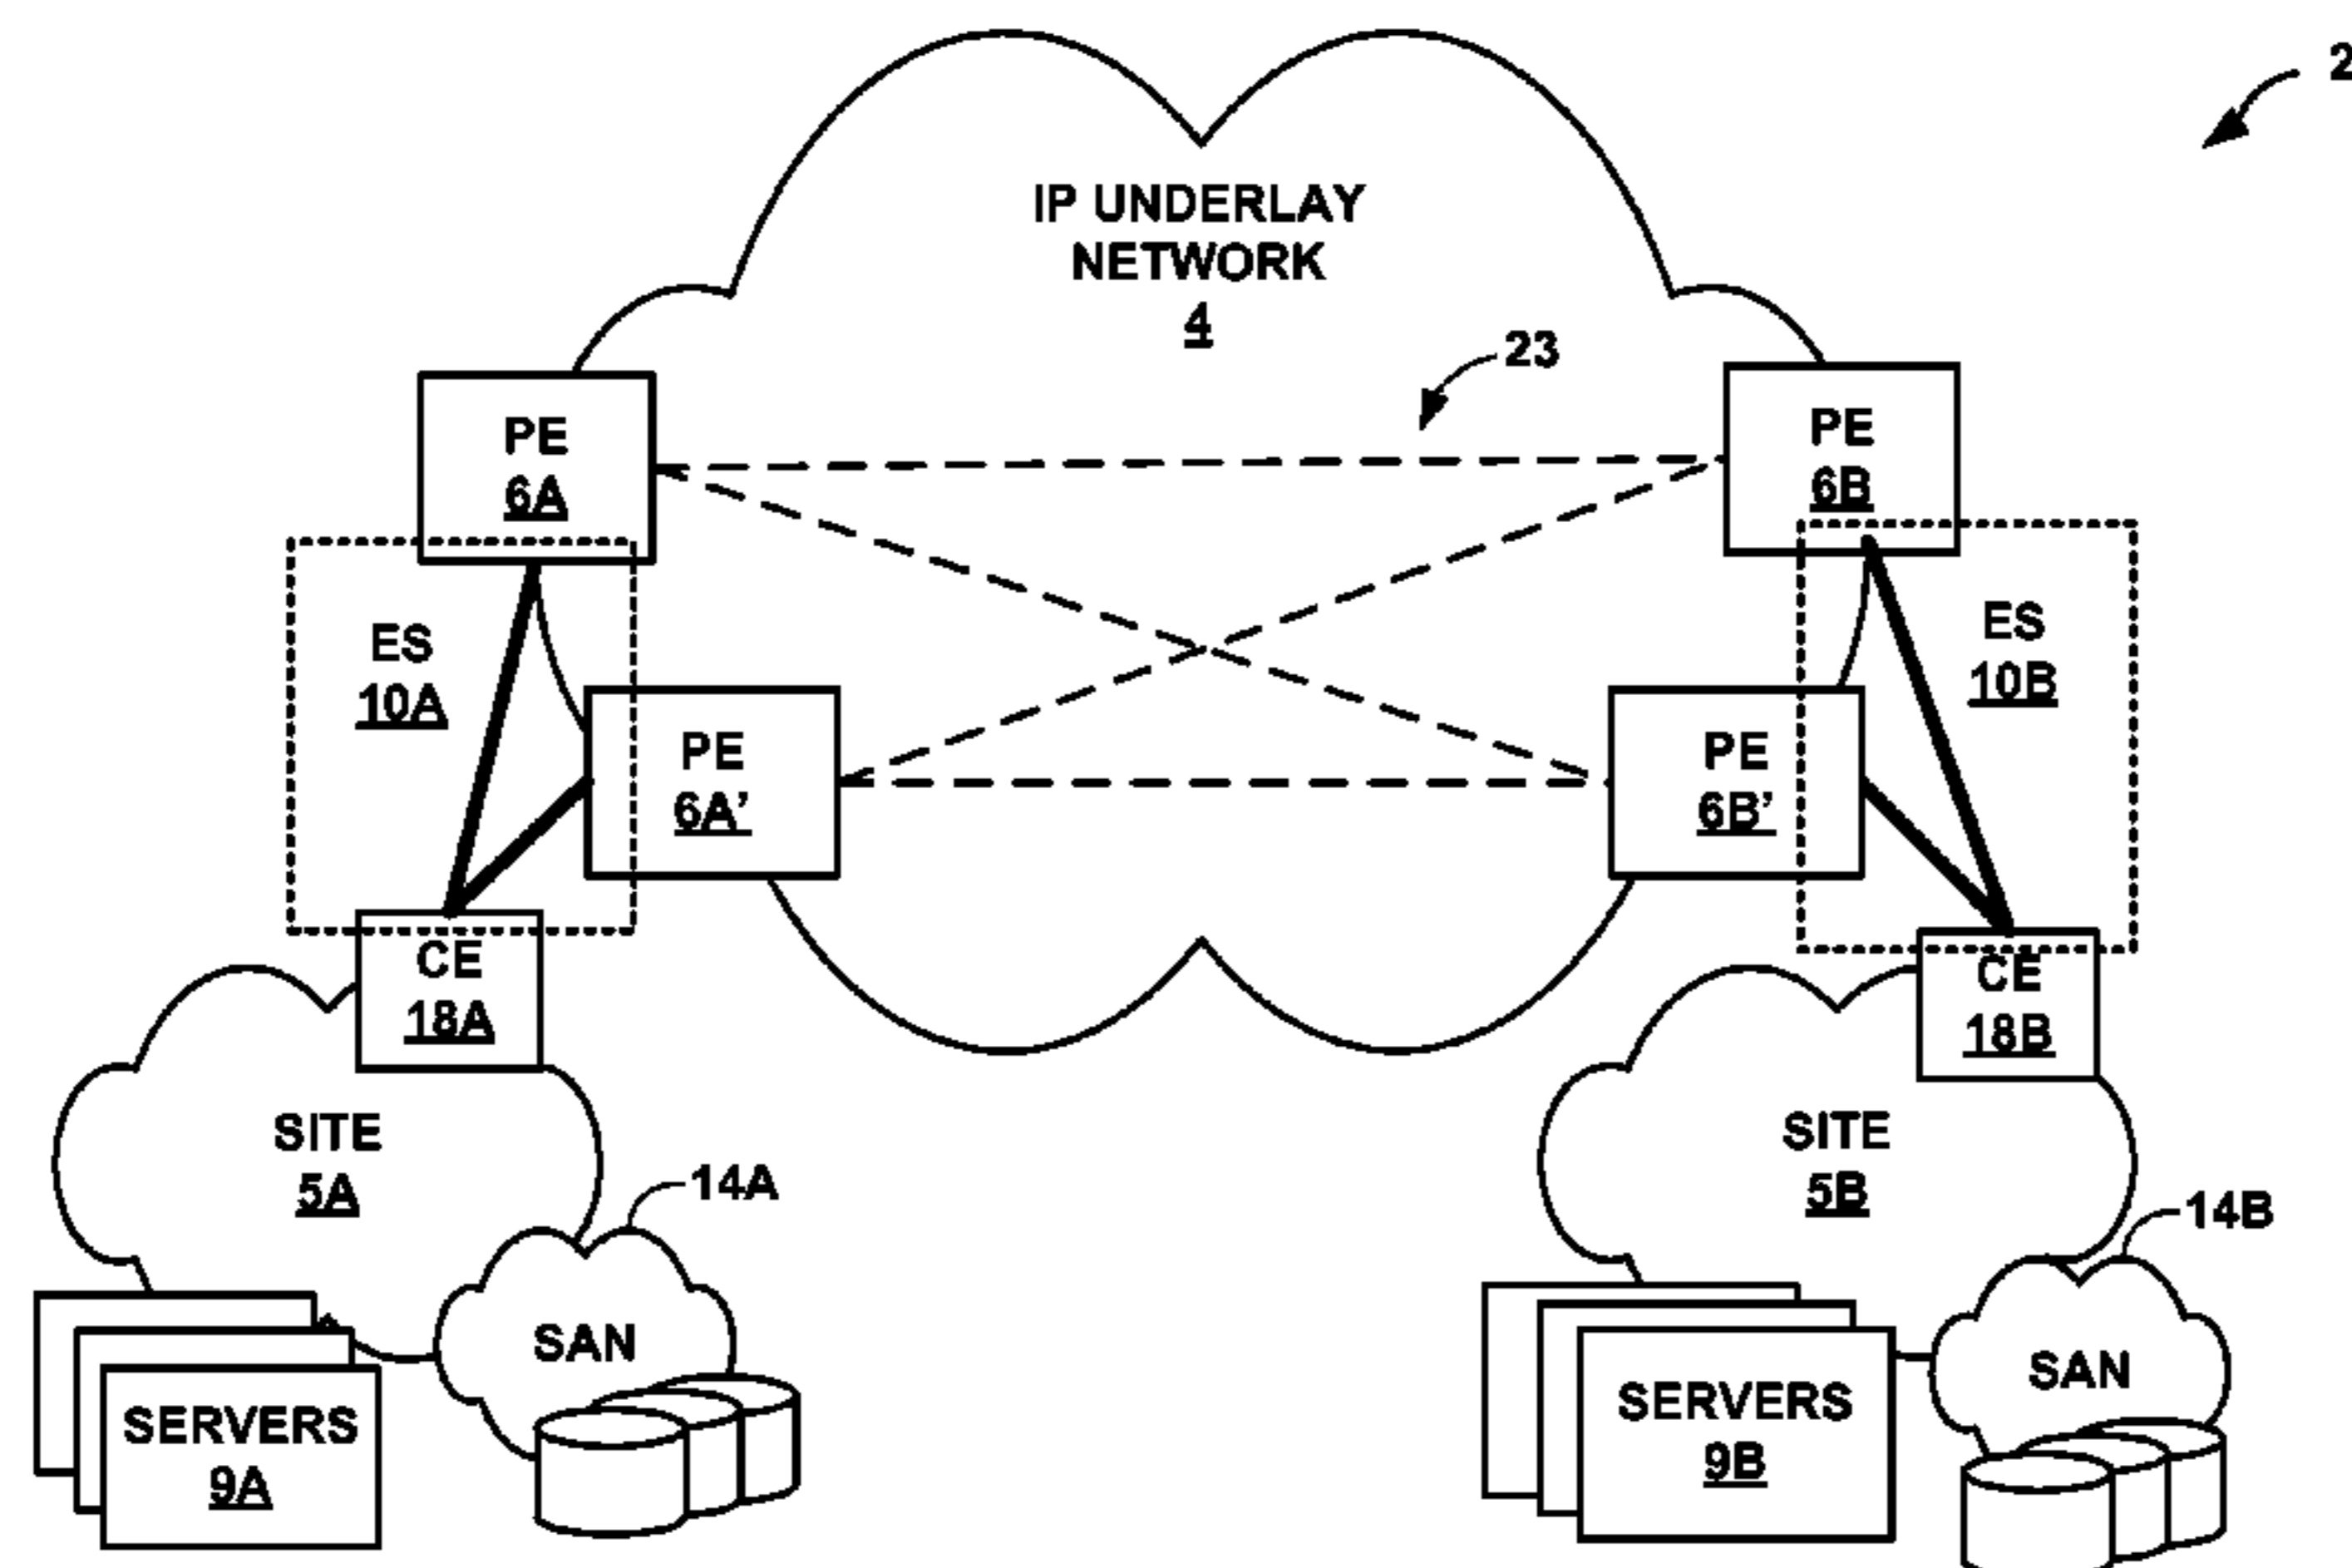 2
IP UNDERLAY
NETWORK
4
23
PE
6A
PE
6B
ES
10A
ES
10B
PE
6A’
PE
6B’
CE
18A
CE
18B
SITE
5A
SITE
5B
14A
14B
SAN
SAN
SERVERS
9A
SERVERS
9B